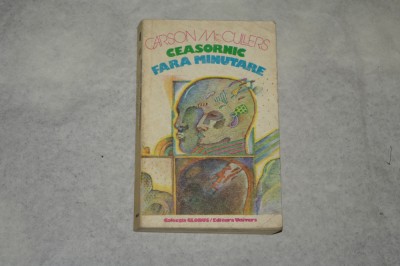 CARSON McCULLERS
CEASORNIC
FARA MINUTARE
Colecția GLOBUS / Editura Univers